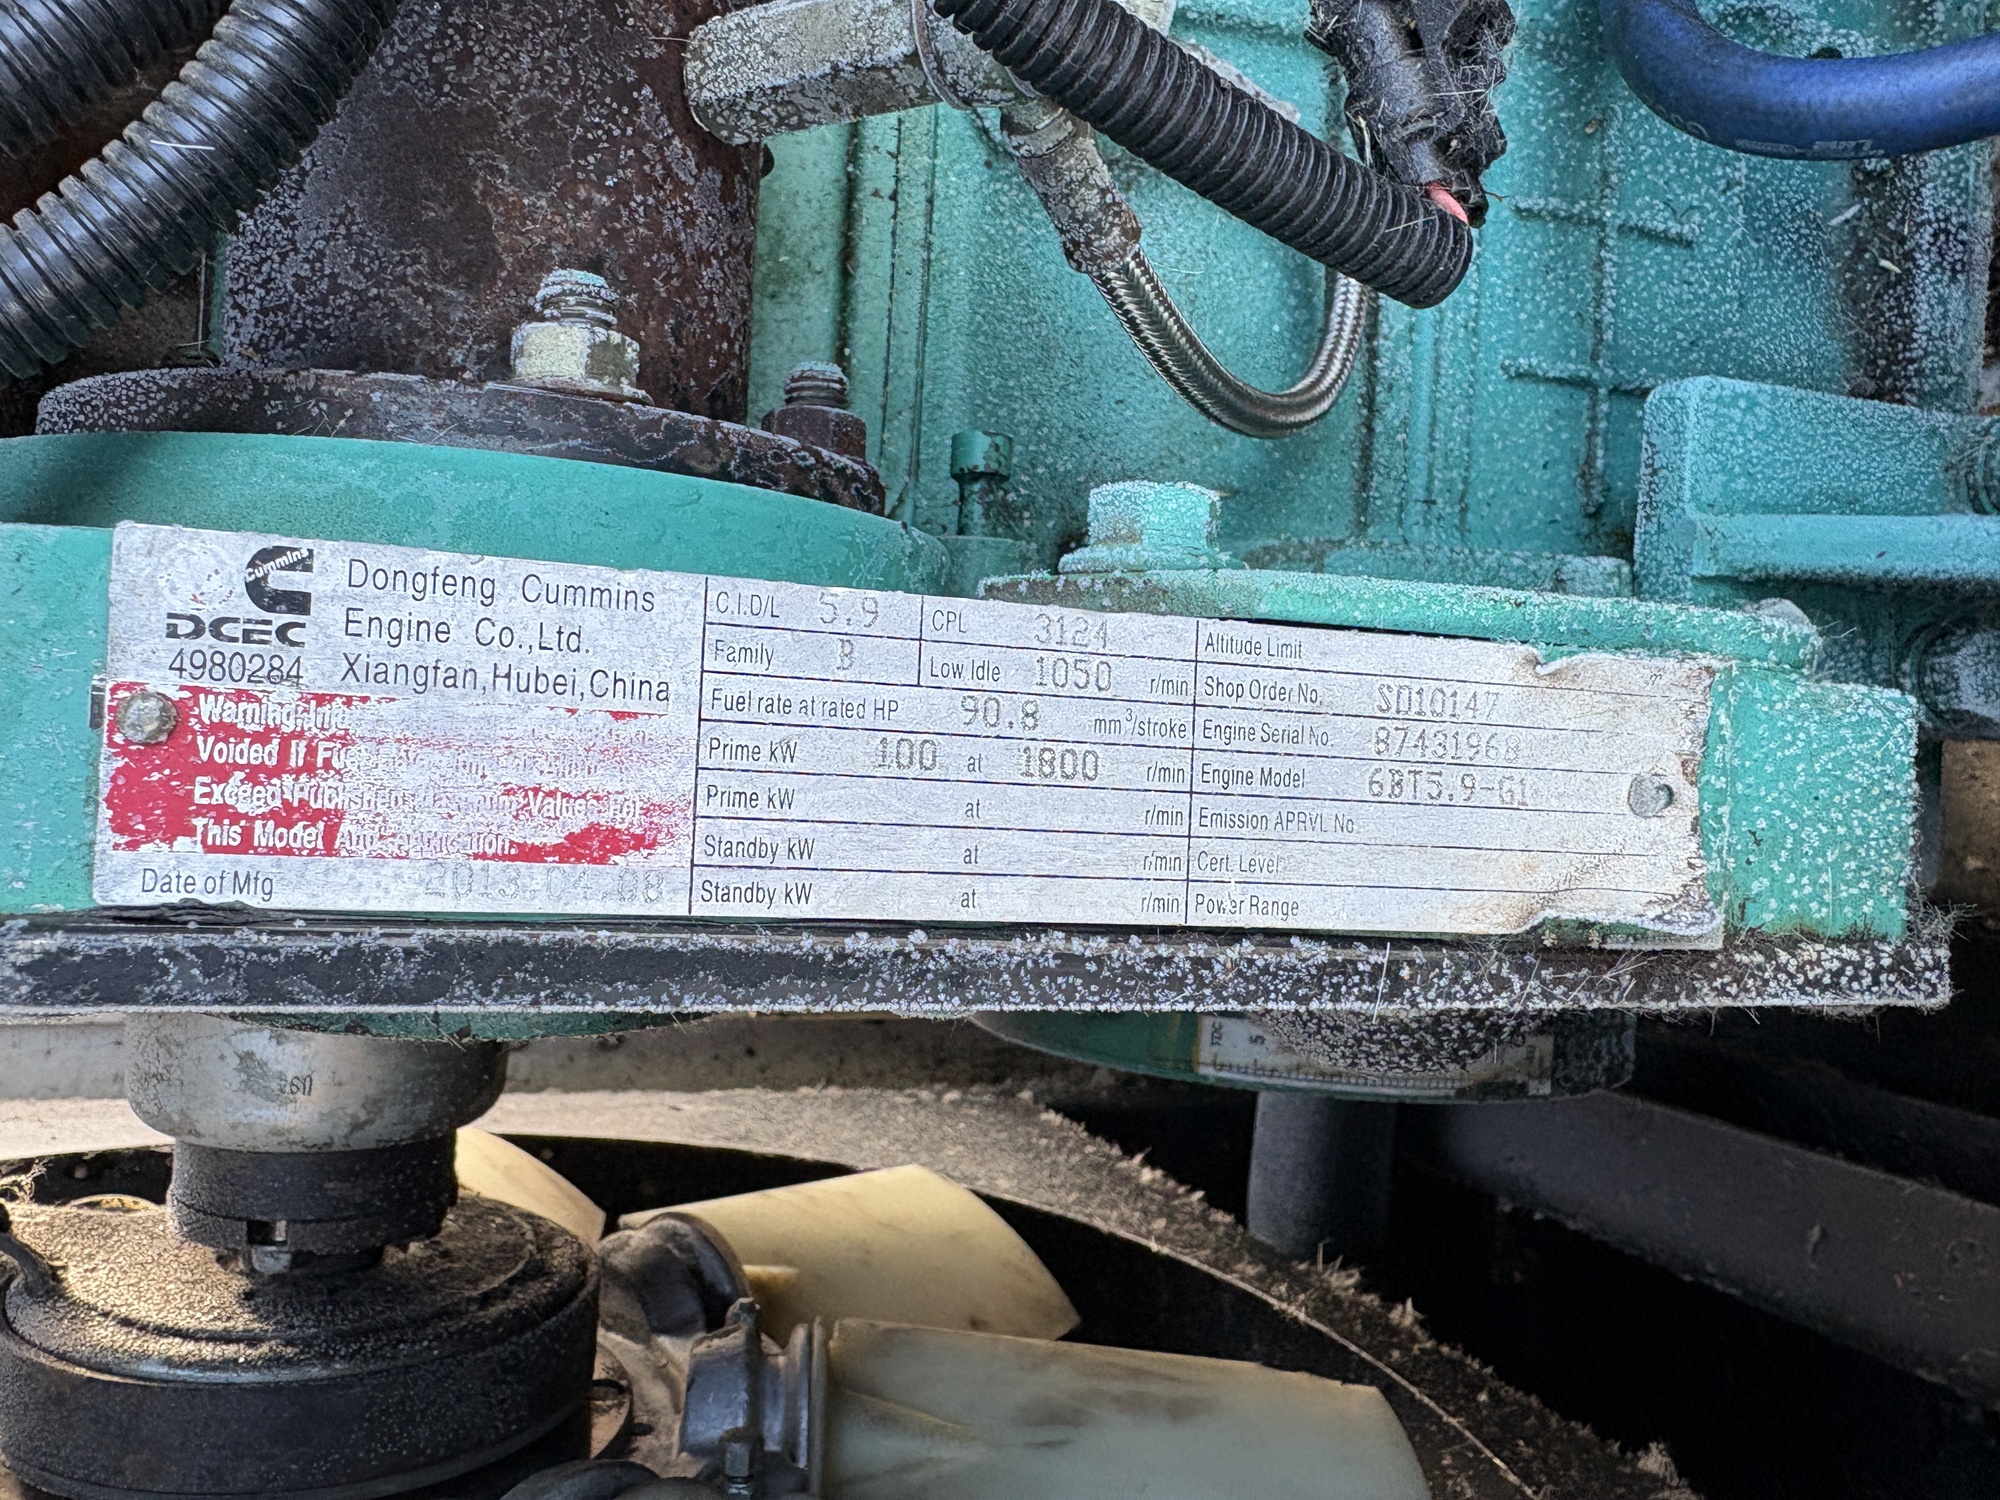 Cummins
DCEC
4980284
Dongfeng Cummins
Engine Co.,Ltd.
Xiangfan,Hubei,China
Warning:
Voided If
Exceed Values For
This Model
Date of Mfg 2013.04.08
C.I.D/L 5.9 CPL 3124
Family B Low Idle 1050 r/min
Fuel rate at rated HP 90.8 mm³/stroke
Prime kW 100 at 1800 r/min
Prime kW at r/min
Standby kW at r/min
Standby kW at r/min
Altitude Limit
Shop Order No. SD10147
Engine Serial No. 87431968
Engine Model 6BT5.9-G1
Emission APRVL No
Cert. Level
Power Range